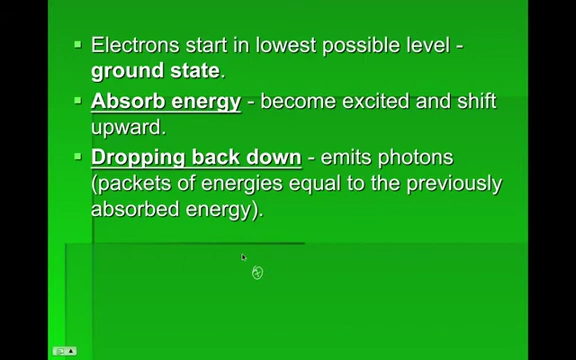 Electrons start in lowest possible level -
ground state.
Absorb energy - become excited and shift
upward.
Dropping back down - emits photons
(packets of energies equal to the previously
absorbed energy).